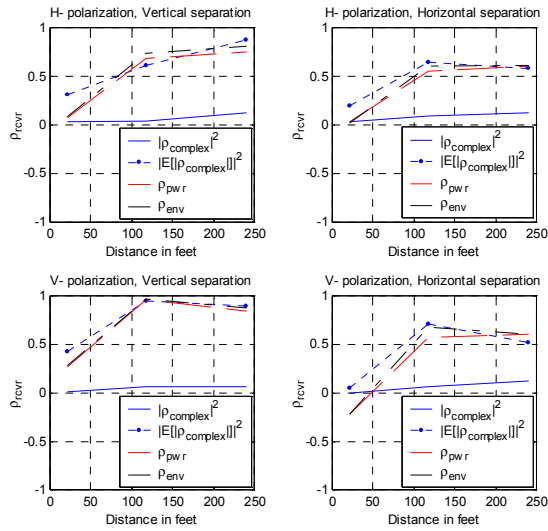 H- polarization, Vertical separation
1
0.5
0
-0.5
-1
ρrcvr
0 50 100 150 200 250
Distance in feet
|ρcomplex|²
|E[|ρcomplex|]|²
ρpwr
ρenv
H- polarization, Horizontal separation
1
0.5
0
-0.5
-1
ρrcvr
0 50 100 150 200 250
Distance in feet
|ρcomplex|²
|E[|ρcomplex|]|²
ρpwr
ρenv
V- polarization, Vertical separation
1
0.5
0
-0.5
-1
ρrcvr
0 50 100 150 200 250
Distance in feet
|ρcomplex|²
|E[|ρcomplex|]|²
ρpwr
ρenv
V- polarization, Horizontal separation
1
0.5
0
-0.5
-1
ρrcvr
0 50 100 150 200 250
Distance in feet
|ρcomplex|²
|E[|ρcomplex|]|²
ρpwr
ρenv